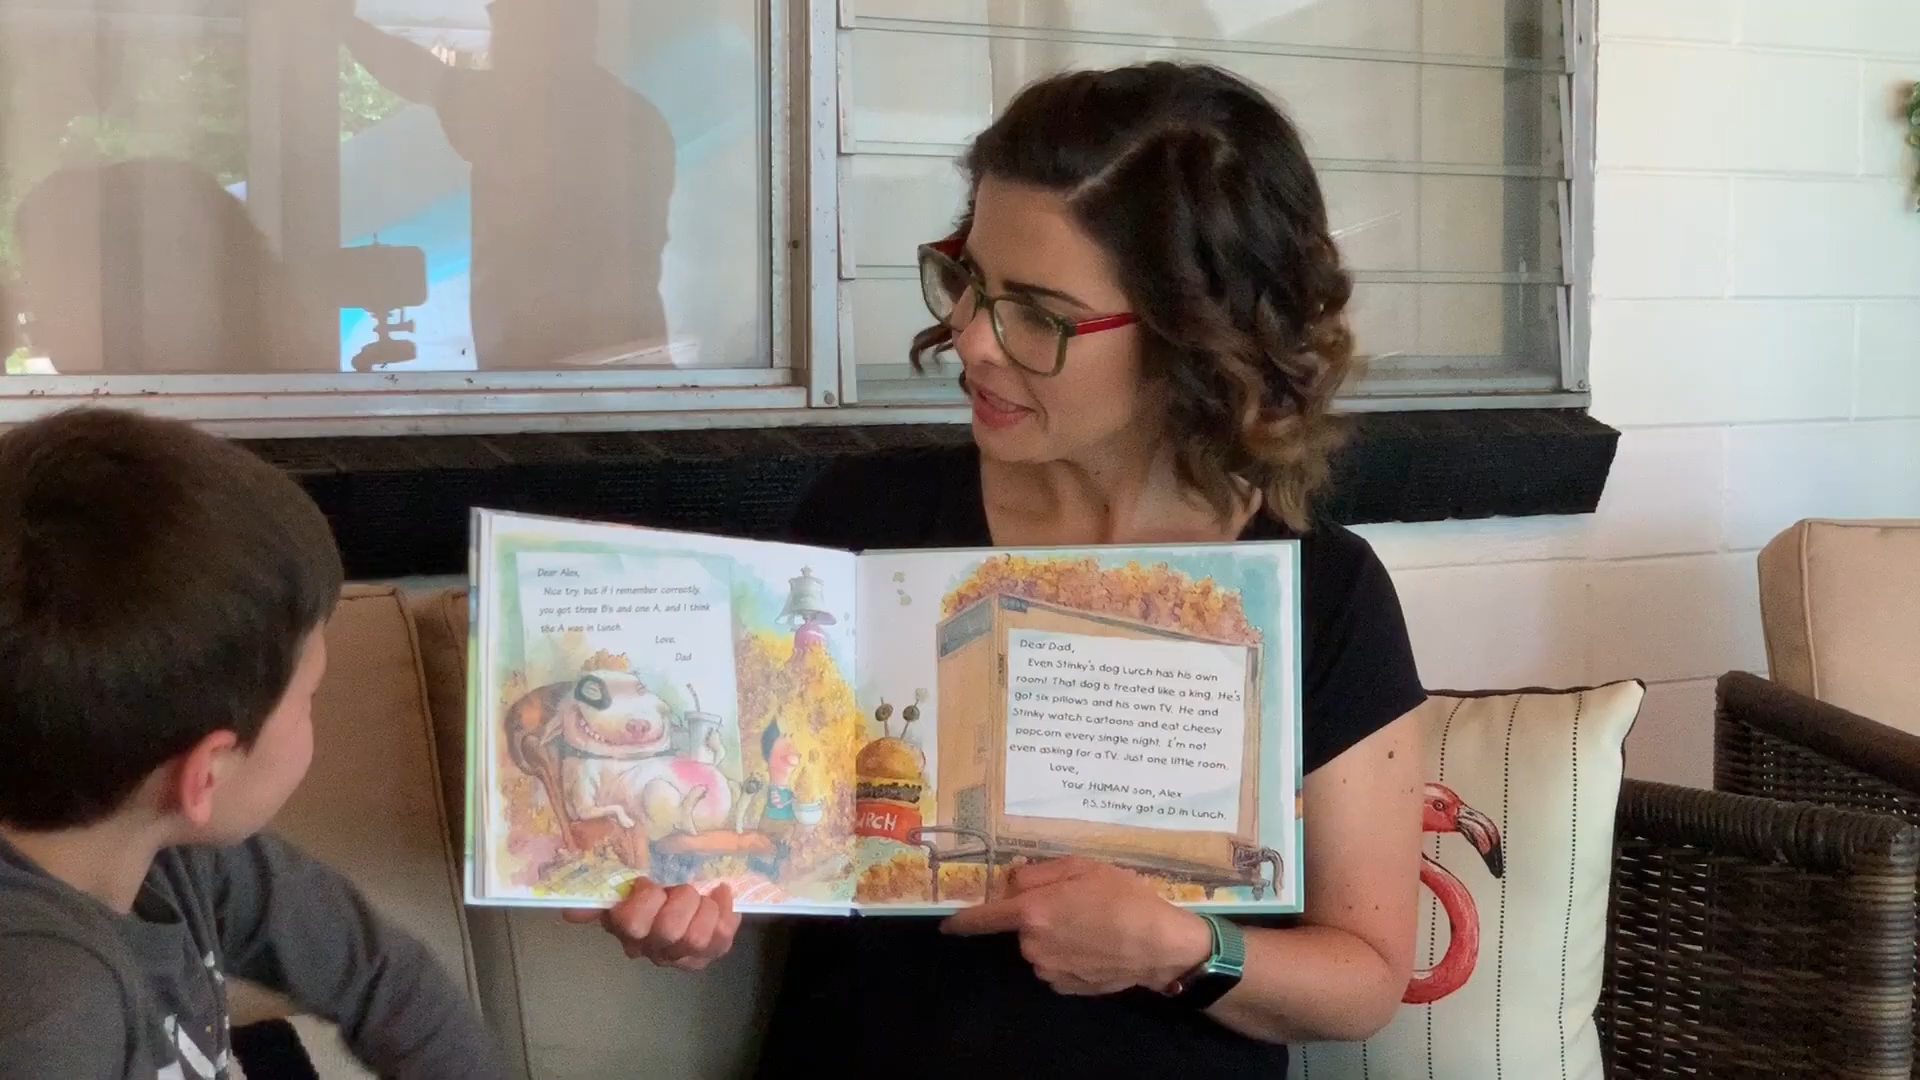 Dear Alex,
Nice try, but if I remember correctly,
you got three B's and one A, and I think
the A was in Lunch.
Love,
Dad
LURCH
Dear Dad,
Even Stinky's dog Lurch has his own
room! That dog is treated like a king. He's
got six pillows and his own TV. He and
Stinky watch cartoons and eat cheesy
popcorn every single night. I'm not
even asking for a TV. Just one little room.
Love,
Your HUMAN son, Alex
P.S. Stinky got a D in Lunch.